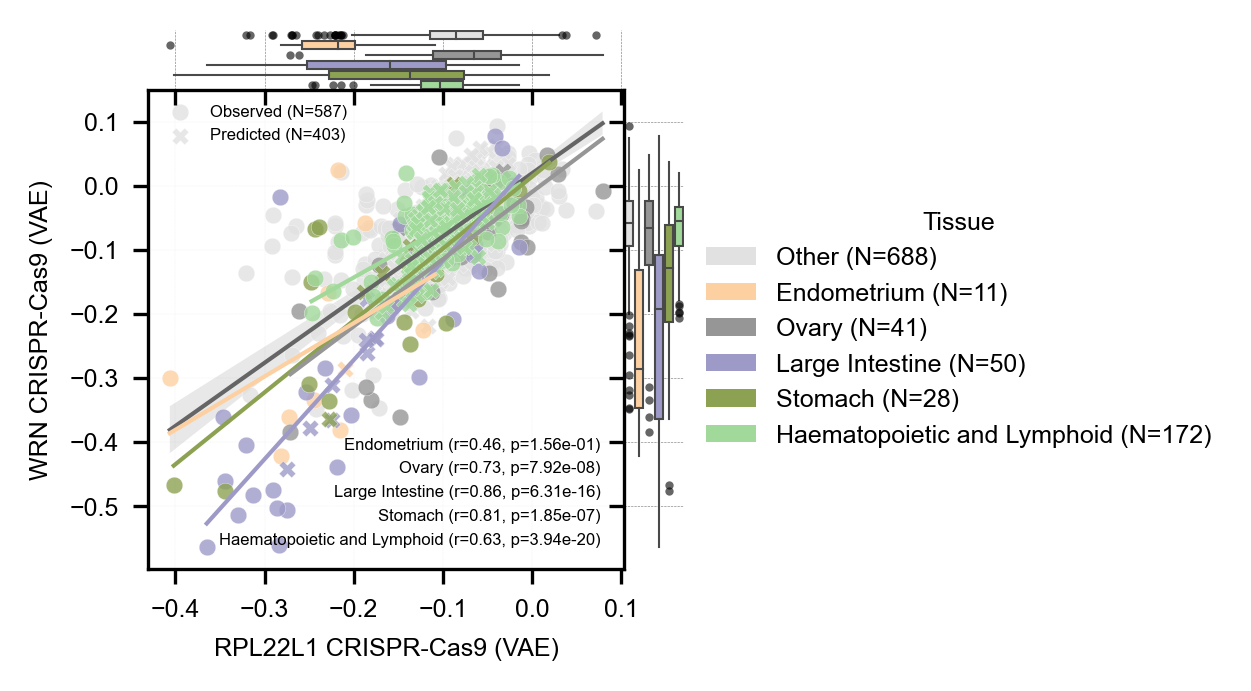 Observed (N=587)
Predicted (N=403)
0.1
0.0
−0.1
−0.2
−0.3
−0.4
−0.5
WRN CRISPR-Cas9 (VAE)
Endometrium (r=0.46, p=1.56e-01)
Ovary (r=0.73, p=7.92e-08)
Large Intestine (r=0.86, p=6.31e-16)
Stomach (r=0.81, p=1.85e-07)
Haematopoietic and Lymphoid (r=0.63, p=3.94e-20)
−0.4 −0.3 −0.2 −0.1 0.0 0.1
RPL22L1 CRISPR-Cas9 (VAE)
Tissue
Other (N=688)
Endometrium (N=11)
Ovary (N=41)
Large Intestine (N=50)
Stomach (N=28)
Haematopoietic and Lymphoid (N=172)